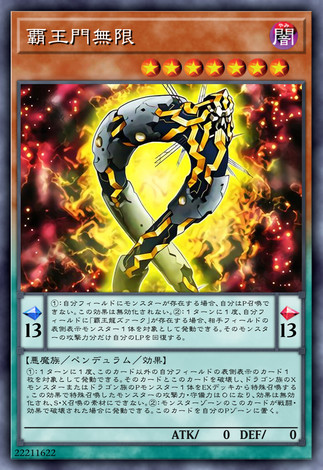 覇王門無限
闇
やみ
①:自分フィールドにモンスターが存在する場合、自分はP召喚で
きない。この効果は無効化されない。②:1ターンに1度、自分フ
ィールドに「覇王龍ズァーク」が存在する場合、相手フィールドの
表側表示モンスター1体を対象として発動できる。そのモンスタ
ーの攻撃力分だけ自分のLPを回復する。
13
13
【悪魔族/ペンデュラム/効果】
①:1ターンに1度、このカード以外の自分フィールドの表側表示のカード1
枚を対象として発動できる。そのカードとこのカードを破壊し、ドラゴン族のX
モンスターまたはドラゴン族のPモンスター1体をEXデッキから特殊召喚す
る。この効果で特殊召喚したモンスターの攻撃力・守備力は0になり、効果は無効
化され、S・X召喚の素材にできない。②:モンスターゾーンのこのカードが戦闘・
効果で破壊された場合に発動できる。このカードを自分のPゾーンに置く。
ATK/ 0 DEF/ 0
22211622